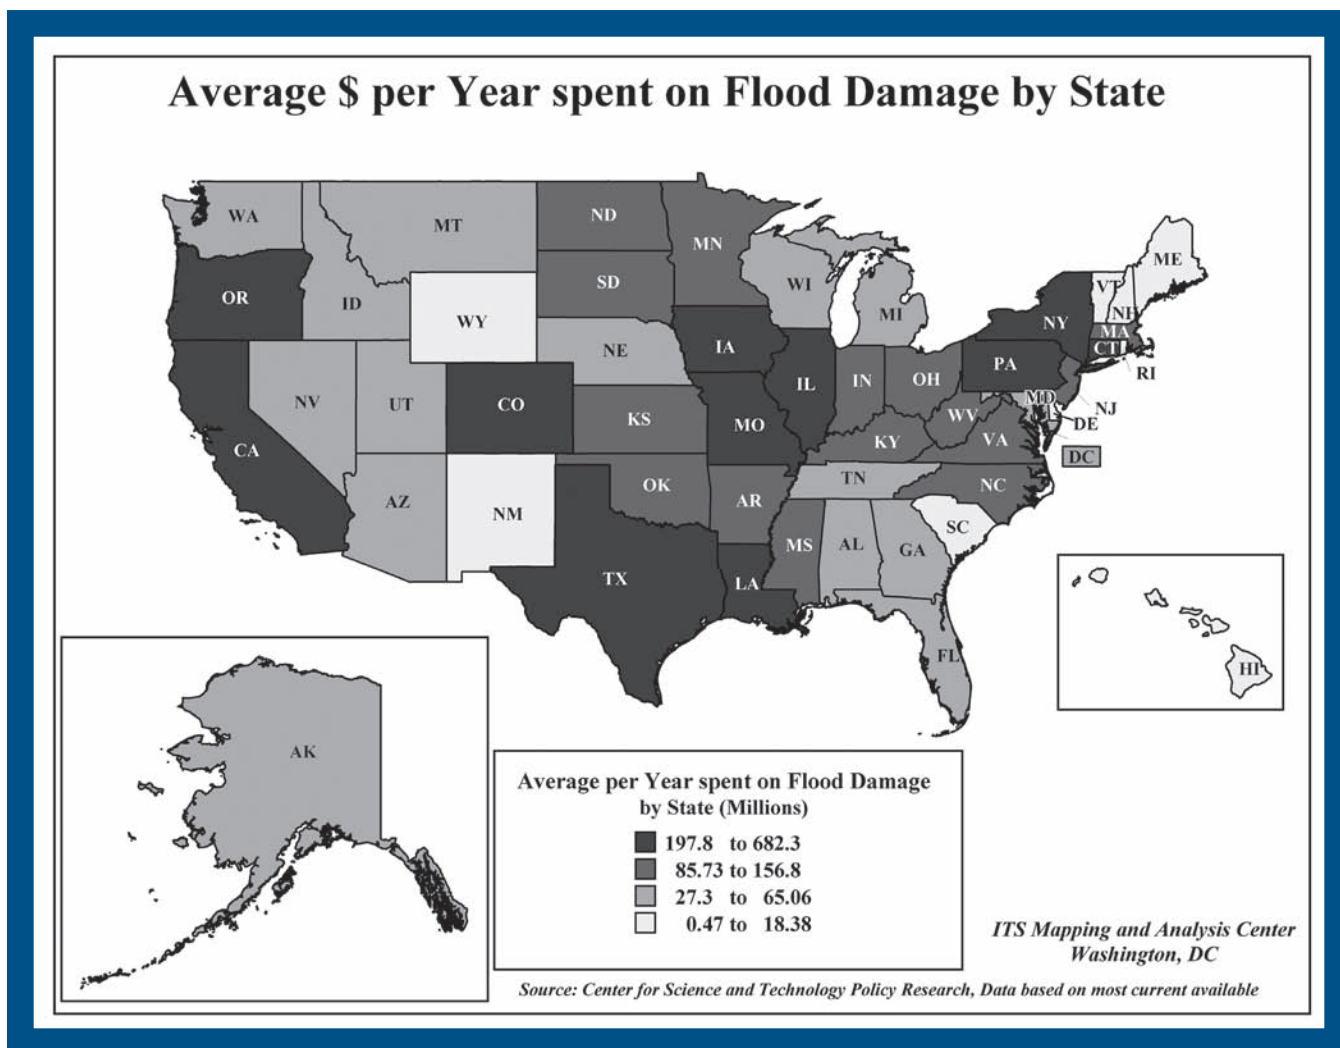 Average $ per Year spent on Flood Damage by State
WA
MT
ND
MN
ME
SD
WI
VT
OR
ID
MI
NH
WY
NY
MA
IA
CT
NE
PA
RI
IL
IN
OH
NV
UT
CO
MD
NJ
KS
MO
WV
DE
CA
KY
VA
DC
TN
OK
NC
AZ
AR
NM
SC
MS
AL
GA
TX
LA
FL
HI
AK
Average per Year spent on Flood Damage
by State (Millions)
197.8 to 682.3
85.73 to 156.8
27.3 to 65.06
0.47 to 18.38
ITS Mapping and Analysis Center
Washington, DC
Source: Center for Science and Technology Policy Research, Data based on most current available